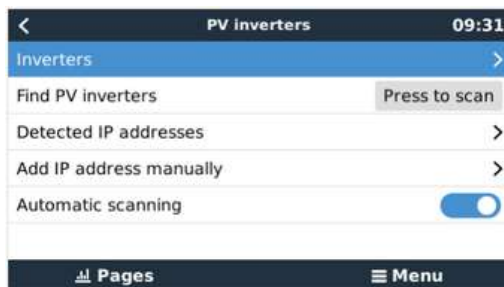 PV inverters 09:31
Inverters
Find PV inverters Press to scan
Detected IP addresses
Add IP address manually
Automatic scanning
Pages Menu